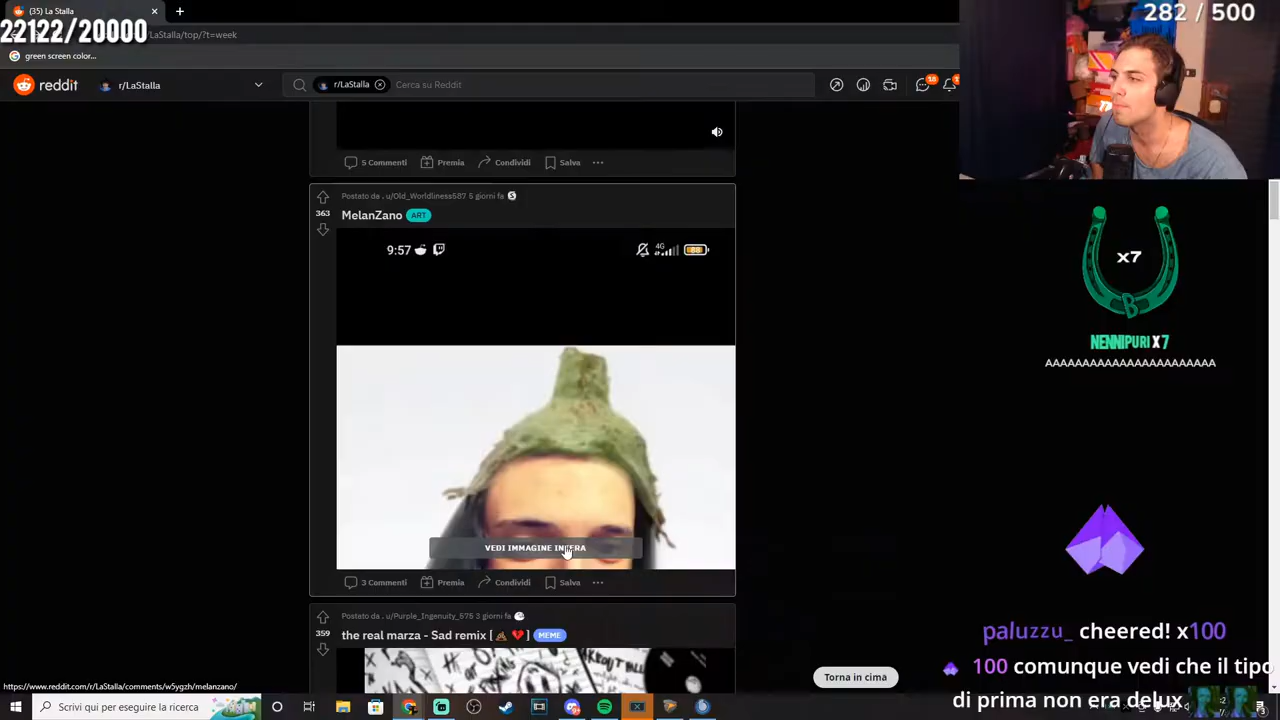 (35) La Stalla
22122/20000
282 / 500
LaStalla/top/?t=week
green screen color...
reddit
r/LaStalla
r/LaStalla
Cerca su Reddit
5 Commenti
Premia
Condividi
Salva
Postato da . u/Old_Worldliness587 5 giorni fa
363
MelanZano
ART
9:57
4G
88
x7
NENNIPURI X 7
AAAAAAAAAAAAAAAAAAAAAA
VEDI IMMAGINE INTERA
3 Commenti
Premia
Condividi
Salva
Postato da . u/Purple_Ingenuity_575 3 giorni fa
359
the real marza - Sad remix [
]
MEME
paluzzu_ cheered! x100
100 comunque vedi che il tipo
di prima non era delux
Torna in cima
https://www.reddit.com/r/LaStalla/comments/w5ygzh/melanzano/
Scrivi qui per eseguire la ricerca